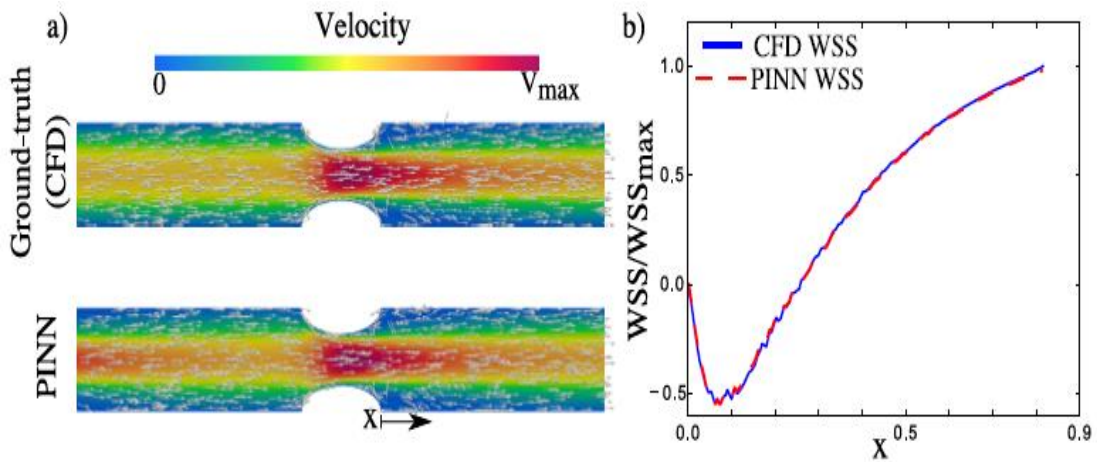 a)
Velocity
0
Vmax
Ground-truth
(CFD)
PINN
X
b)
CFD WSS
PINN WSS
WSS/WSSmax
1.0
0.5
0.0
−0.5
0.0
0.5
0.9
X